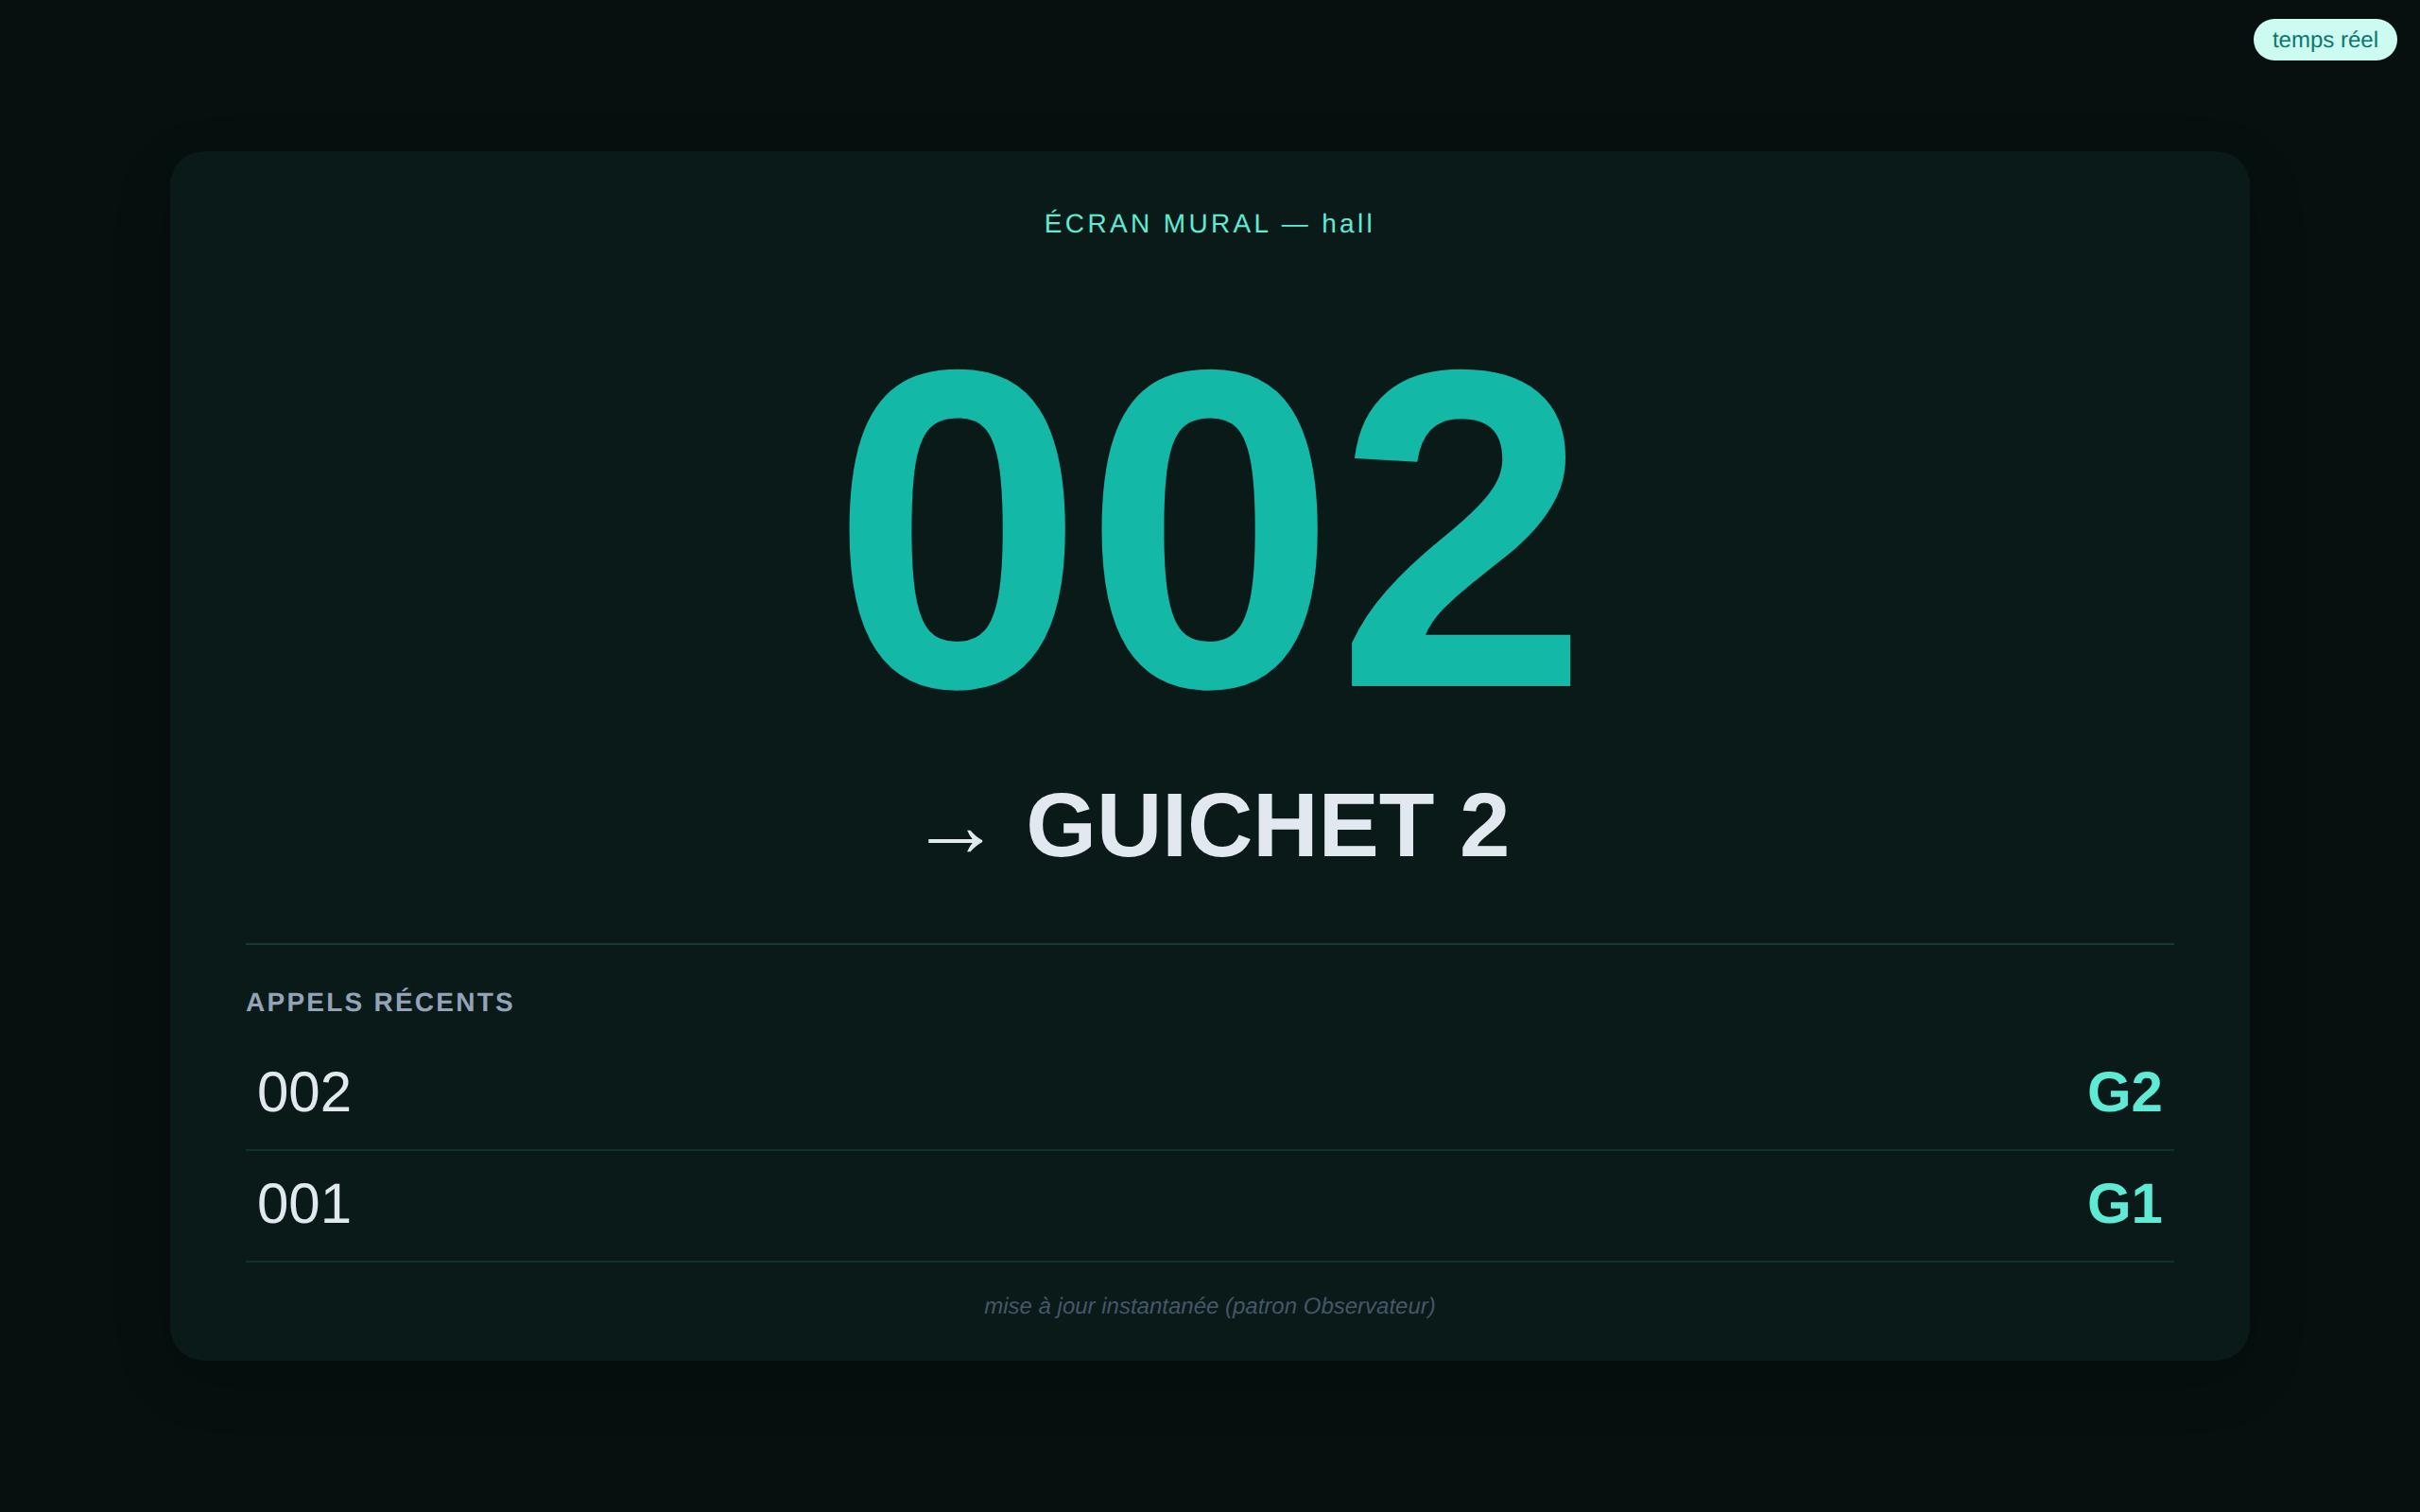 temps réel
ÉCRAN MURAL — hall
002
→ GUICHET 2
APPELS RÉCENTS
002 G2
001 G1
mise à jour instantanée (patron Observateur)